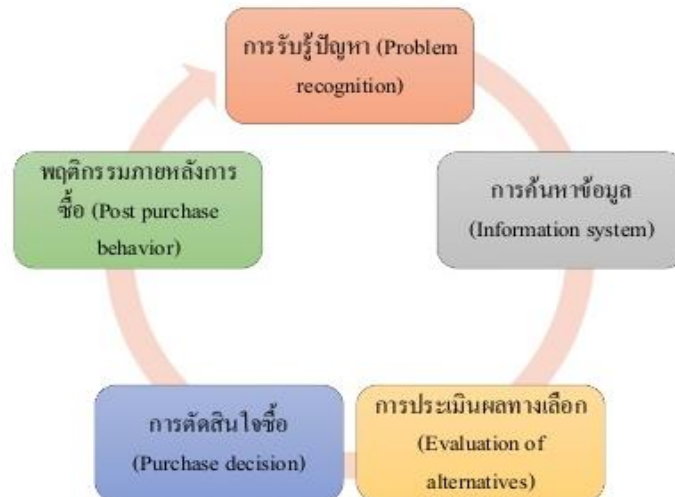 การรับรู้ปัญหา (Problem
recognition)
การค้นหาข้อมูล
(Information system)
การประเมินผลทางเลือก
(Evaluation of
alternatives)
การตัดสินใจซื้อ
(Purchase decision)
พฤติกรรมภายหลังการ
ซื้อ (Post purchase
behavior)